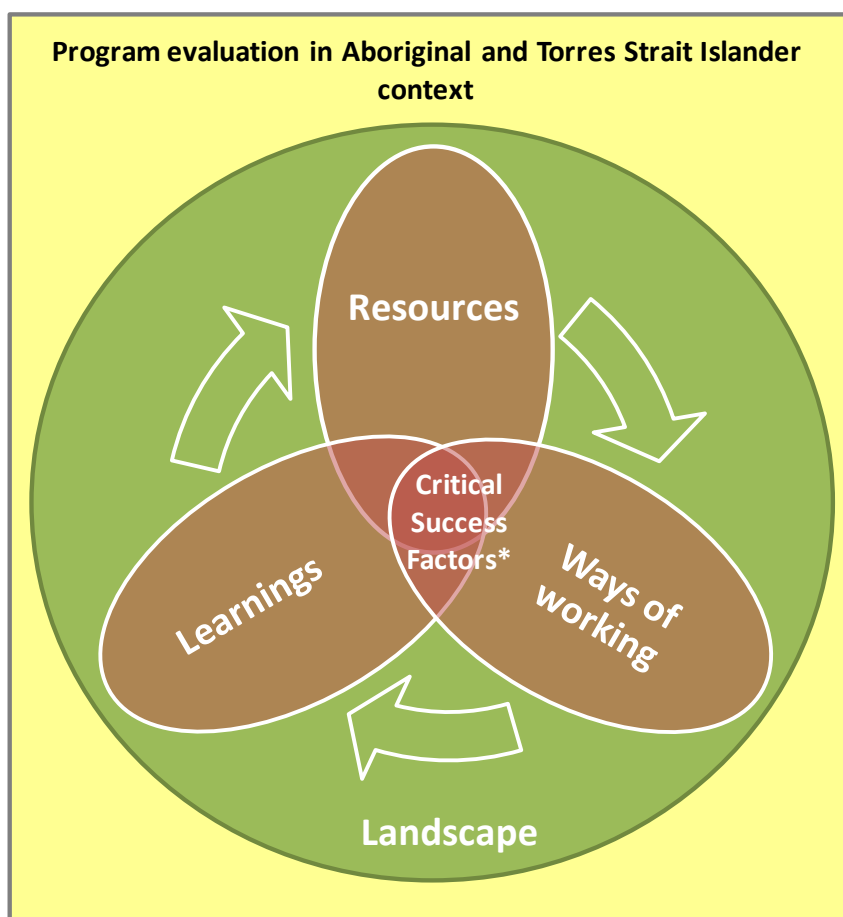 Program evaluation in Aboriginal and Torres Strait Islander
context
Resources
Critical
Success
Factors*
Learnings
Ways of
working
Landscape